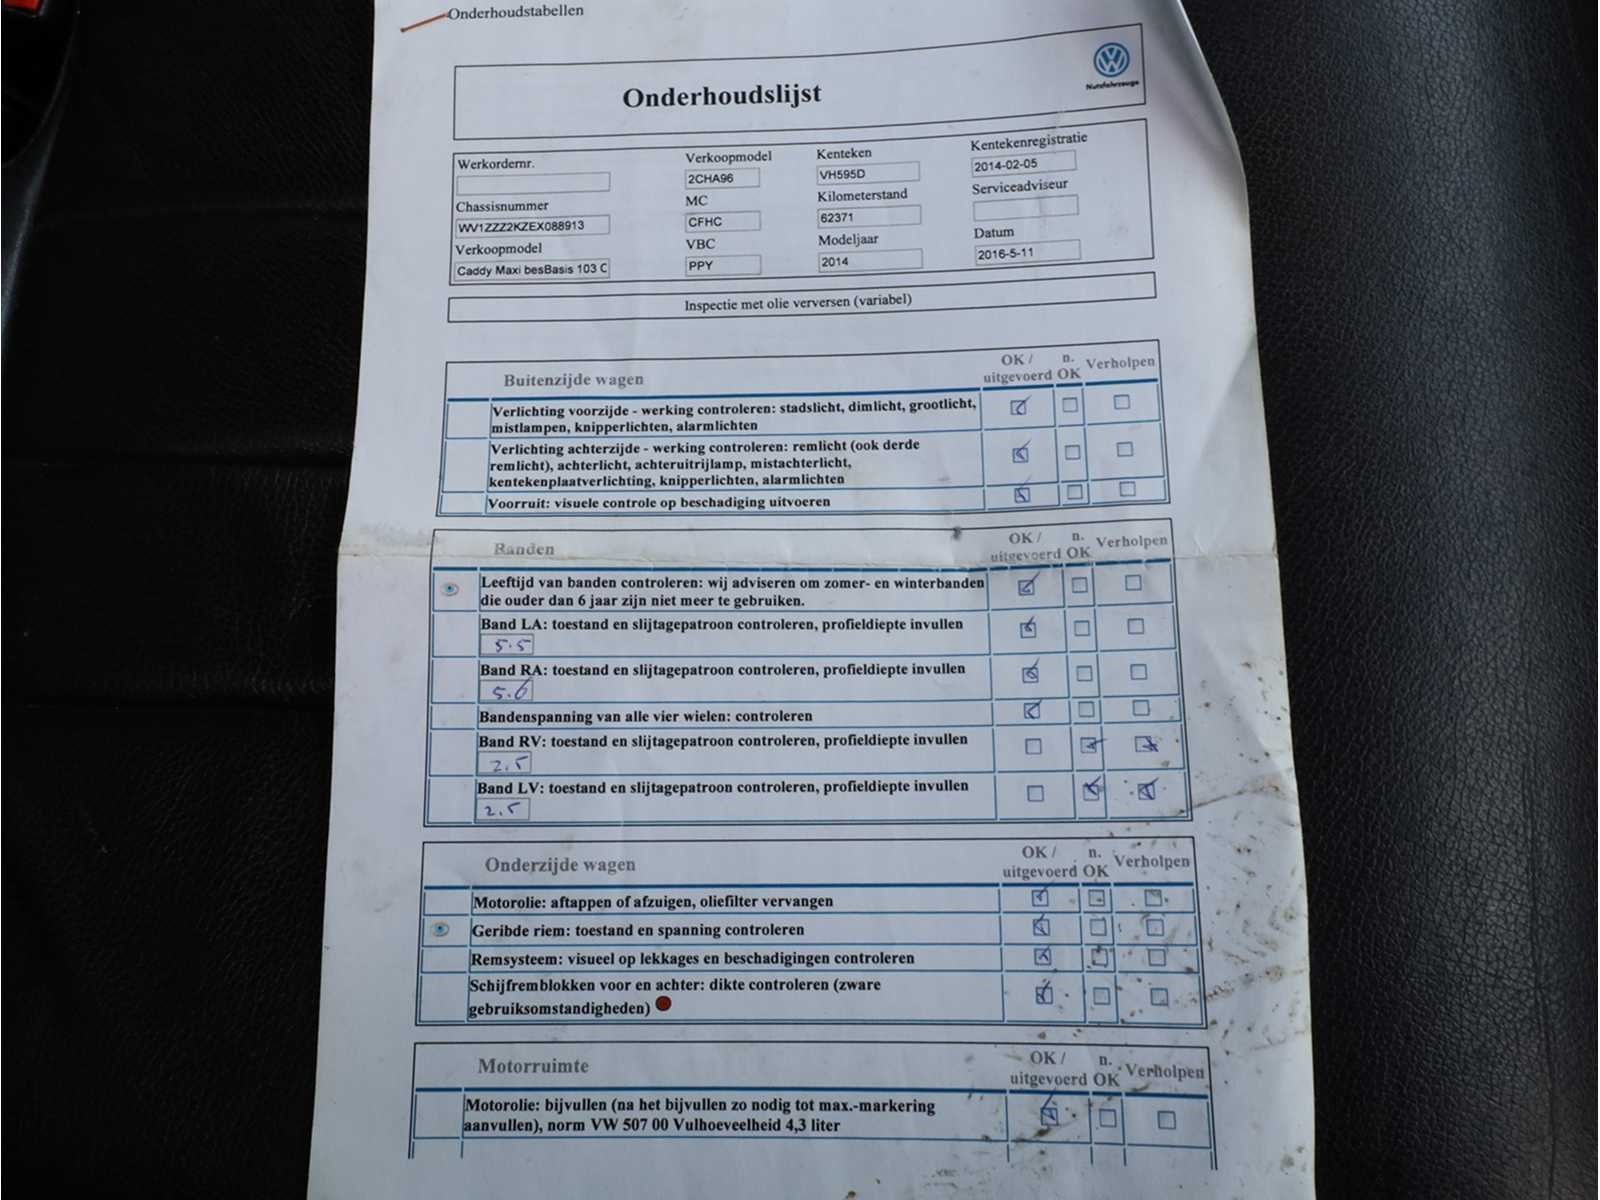 Onderhoudstabellen
Onderhoudslijst
Nutzfahrzeuge
Werkordernr.
Verkoopmodel
2CHA96
Kenteken
VH595D
Kentekenregistratie
2014-02-05
Chassisnummer
WV1ZZZ2KZEX088913
MC
CFHC
Kilometerstand
62371
Serviceadviseur
Verkoopmodel
Caddy Maxi besBasis 103 C
VBC
PPY
Modeljaar
2014
Datum
2016-5-11
Inspectie met olie verversen (variabel)
Buitenzijde wagen
OK / uitgevoerd
n. OK
Verholpen
Verlichting voorzijde - werking controleren: stadslicht, dimlicht, grootlicht,
mistlampen, knipperlichten, alarmlichten
Verlichting achterzijde - werking controleren: remlicht (ook derde
remlicht), achterlicht, achteruitrijlamp, mistachterlicht,
kentekenplaatverlichting, knipperlichten, alarmlichten
Voorruit: visuele controle op beschadiging uitvoeren
Banden
OK / uitgevoerd
n. OK
Verholpen
Leeftijd van banden controleren: wij adviseren om zomer- en winterbanden
die ouder dan 6 jaar zijn niet meer te gebruiken.
Band LA: toestand en slijtagepatroon controleren, profieldiepte invullen
5.5
Band RA: toestand en slijtagepatroon controleren, profieldiepte invullen
5.6
Bandenspanning van alle vier wielen: controleren
Band RV: toestand en slijtagepatroon controleren, profieldiepte invullen
2.5
Band LV: toestand en slijtagepatroon controleren, profieldiepte invullen
2.5
Onderzijde wagen
OK / uitgevoerd
n. OK
Verholpen
Motorolie: aftappen of afzuigen, oliefilter vervangen
Geribde riem: toestand en spanning controleren
Remsysteem: visueel op lekkages en beschadigingen controleren
Schijfremblokken voor en achter: dikte controleren (zware
gebruiksomstandigheden)
Motorruimte
OK / uitgevoerd
n. OK
Verholpen
Motorolie: bijvullen (na het bijvullen zo nodig tot max.-markering
aanvullen), norm VW 507 00 Vulhoeveelheid 4,3 liter